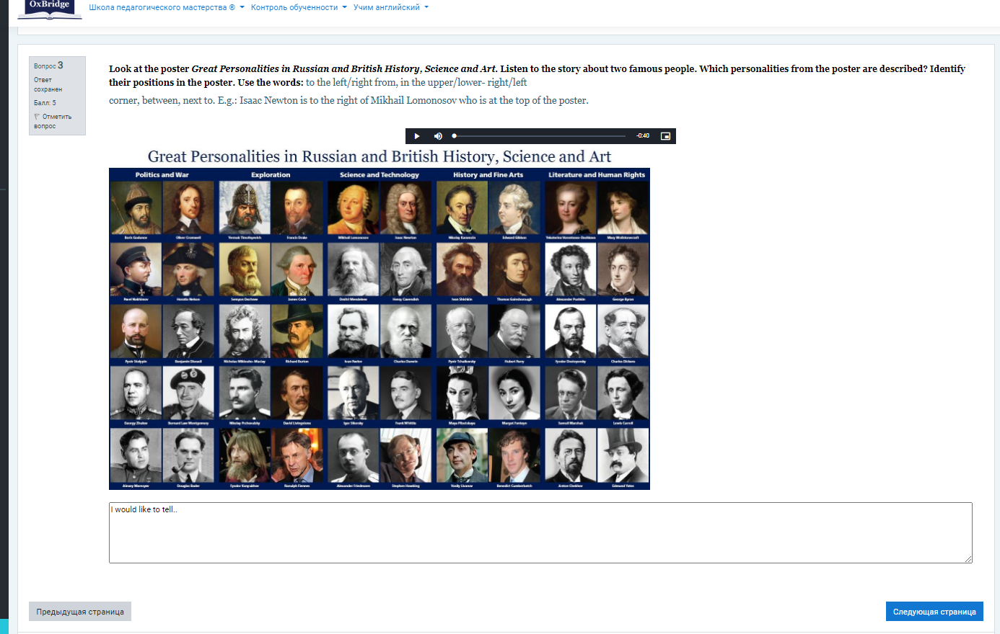 OxBridge
Школа педагогического мастерства ® Контроль обученности Учим английский
Вопрос 3
Ответ
сохранен
Балл: 5
Отметить
вопрос
Look at the poster Great Personalities in Russian and British History, Science and Art. Listen to the story about two famous people. Which personalities from the poster are described? Identify
their positions in the poster. Use the words: to the left/right from, in the upper/lower- right/left
corner, between, next to. E.g.: Isaac Newton is to the right of Mikhail Lomonosov who is at the top of the poster.
-0:40
Great Personalities in Russian and British History, Science and Art
Politics and War Exploration Science and Technology History and Fine Arts Literature and Human Rights
Boris Godunov Oliver Cromwell Yermak Timofeyevich Francis Drake Mikhail Lomonosov Isaac Newton Nikolay Karamzin Edward Gibbon Yekaterina Vorontsova-Dashkova Mary Wollstonecraft
Pavel Nakhimov Horatio Nelson Semyon Dezhnev James Cook Dmitri Mendeleev Henry Cavendish Ivan Shishkin Thomas Gainsborough Alexander Pushkin George Byron
Pyotr Stolypin Benjamin Disraeli Nicholas Miklouho-Maclay Richard Burton Ivan Pavlov Charles Darwin Pyotr Tchaikovsky Hubert Parry Fyodor Dostoyevsky Charles Dickens
Georgy Zhukov Bernard Law Montgomery Nikolay Przhevalsky David Livingstone Igor Sikorsky Frank Whittle Maya Plisetskaya Margot Fonteyn Samuil Marshak Lewis Carroll
Alexey Maresyev Douglas Bader Fyodor Konyukhov Ranulph Fiennes Alexander Friedmann Stephen Hawking Vasily Livanov Benedict Cumberbatch Anton Chekhov Edmund Yates
I would like to tell..
Предыдущая страница Следующая страница